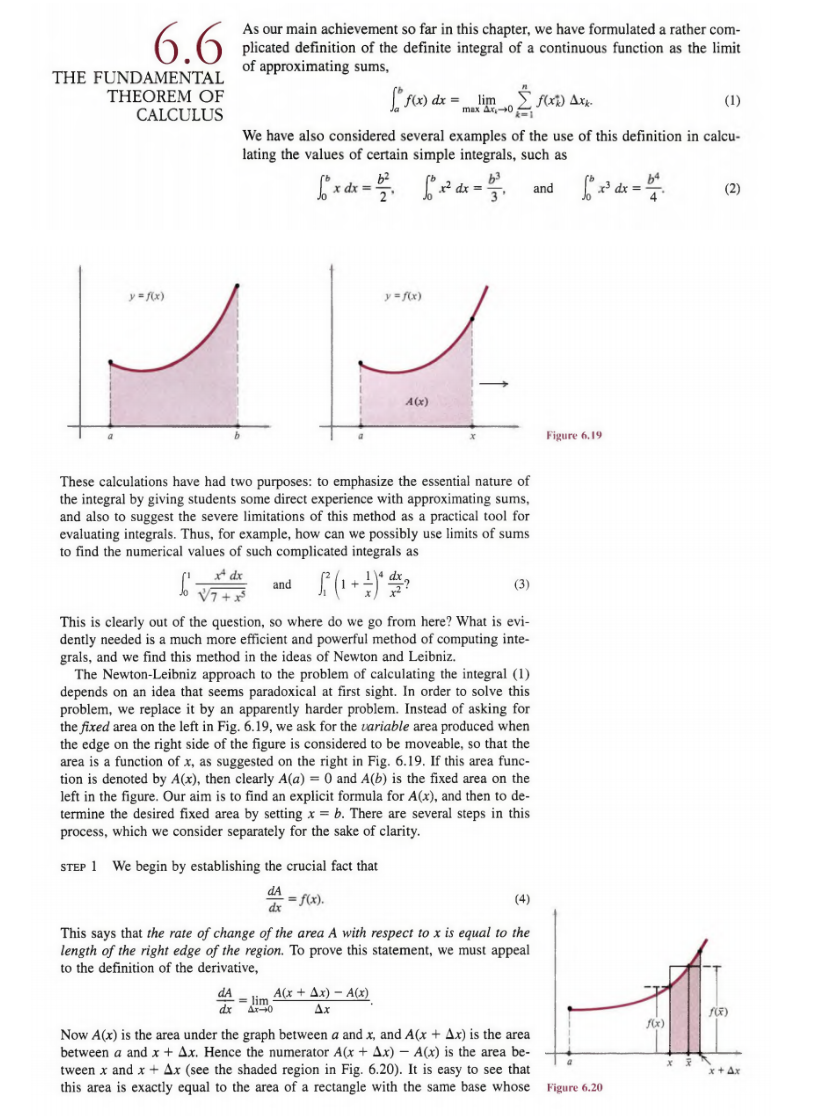 6.6
THE FUNDAMENTAL
THEOREM OF
CALCULUS
As our main achievement so far in this chapter, we have formulated a rather com-
plicated definition of the definite integral of a continuous function as the limit
of approximating sums,
∫_a^b f(x) dx = lim_{max Δx_k→0} ∑_{k=1}^n f(x_k^*) Δx_k. (1)
We have also considered several examples of the use of this definition in calcu-
lating the values of certain simple integrals, such as
∫_0^b x dx = b²/2, ∫_0^b x² dx = b³/3, and ∫_0^b x³ dx = b⁴/4. (2)
y = f(x)
a
b
y = f(x)
A(x)
a
x
Figure 6.19
These calculations have had two purposes: to emphasize the essential nature of
the integral by giving students some direct experience with approximating sums,
and also to suggest the severe limitations of this method as a practical tool for
evaluating integrals. Thus, for example, how can we possibly use limits of sums
to find the numerical values of such complicated integrals as
∫_0^1 x⁴ dx/∛(7 + x⁵) and ∫_1^2 (1 + 1/x)⁴ dx/x²? (3)
This is clearly out of the question, so where do we go from here? What is evi-
dently needed is a much more efficient and powerful method of computing inte-
grals, and we find this method in the ideas of Newton and Leibniz.
The Newton-Leibniz approach to the problem of calculating the integral (1)
depends on an idea that seems paradoxical at first sight. In order to solve this
problem, we replace it by an apparently harder problem. Instead of asking for
the fixed area on the left in Fig. 6.19, we ask for the variable area produced when
the edge on the right side of the figure is considered to be moveable, so that the
area is a function of x, as suggested on the right in Fig. 6.19. If this area func-
tion is denoted by A(x), then clearly A(a) = 0 and A(b) is the fixed area on the
left in the figure. Our aim is to find an explicit formula for A(x), and then to de-
termine the desired fixed area by setting x = b. There are several steps in this
process, which we consider separately for the sake of clarity.
STEP 1 We begin by establishing the crucial fact that
dA/dx = f(x). (4)
This says that the rate of change of the area A with respect to x is equal to the
length of the right edge of the region. To prove this statement, we must appeal
to the definition of the derivative,
dA/dx = lim_{Δx→0} (A(x + Δx) − A(x))/Δx.
Now A(x) is the area under the graph between a and x, and A(x + Δx) is the area
between a and x + Δx. Hence the numerator A(x + Δx) − A(x) is the area be-
tween x and x + Δx (see the shaded region in Fig. 6.20). It is easy to see that
this area is exactly equal to the area of a rectangle with the same base whose
f(x)
f(x̄)
a
x
x̄
x + Δx
Figure 6.20